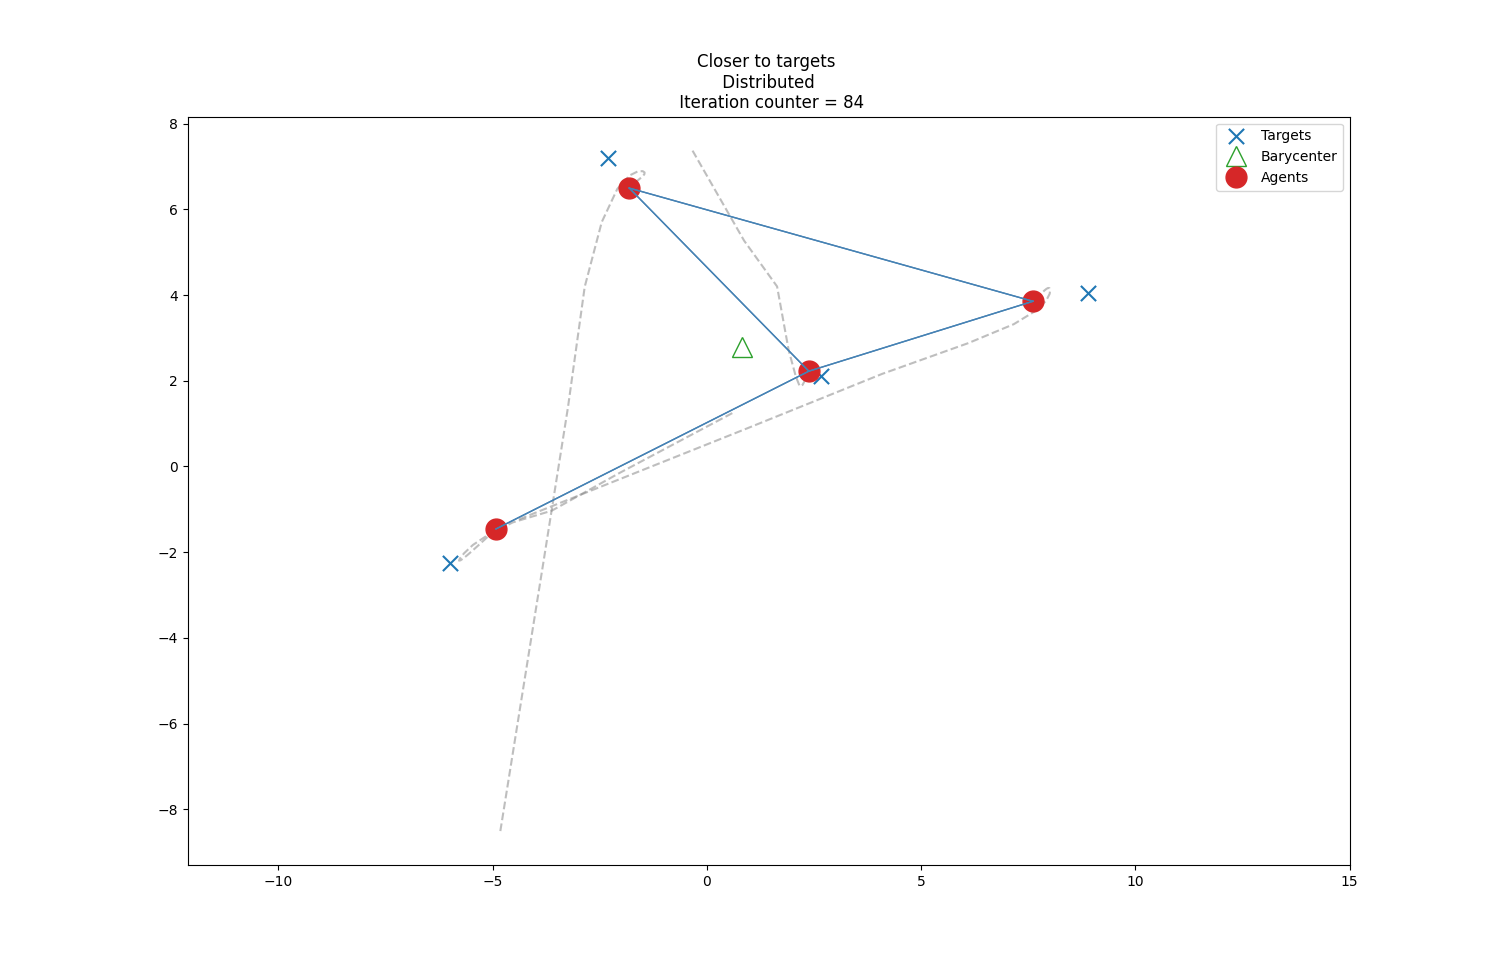 Closer to targets
Distributed
Iteration counter = 84
Targets
Barycenter
Agents
8
6
4
2
0
−2
−4
−6
−8
−10
−5
0
5
10
15